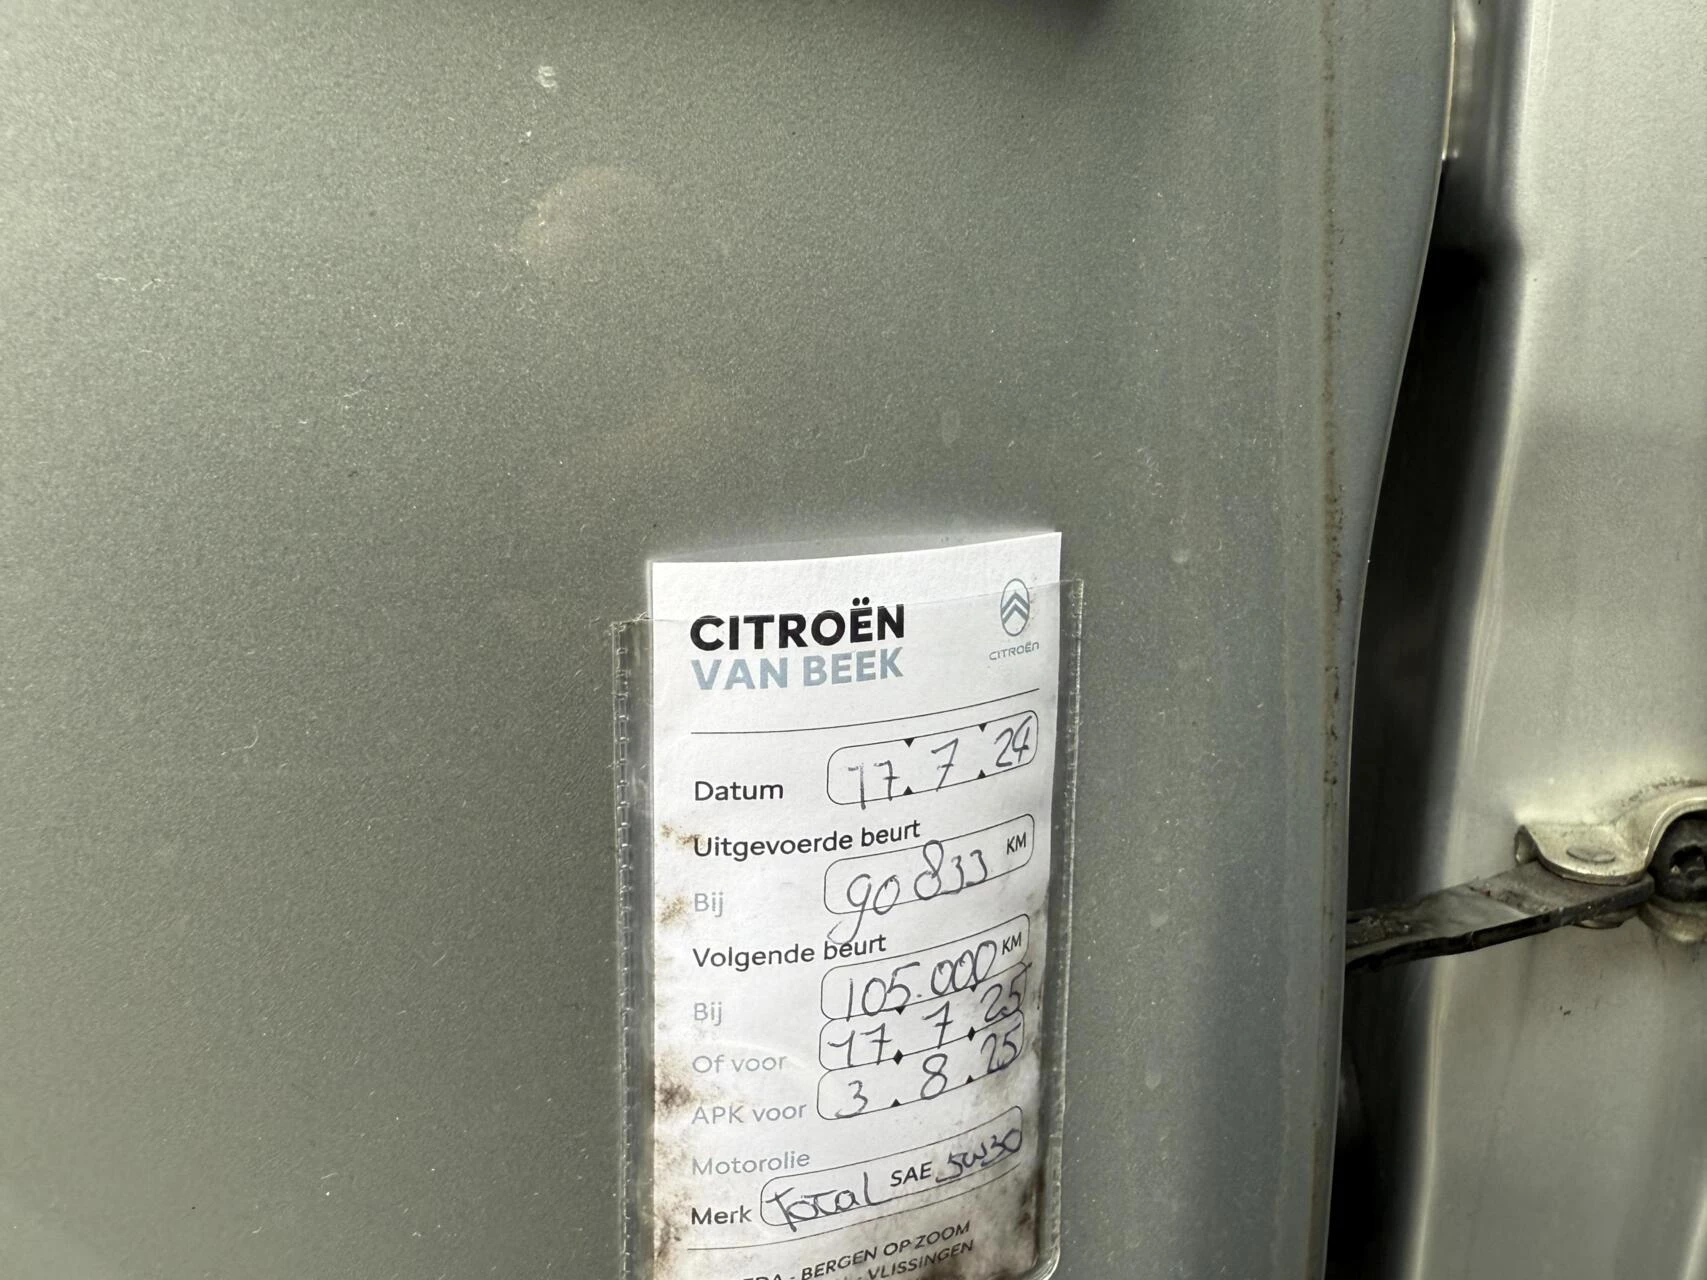 CITROËN
VAN BEEK
CITROËN
Datum 17.7.24
Uitgevoerde beurt
Bij 90833 KM
Volgende beurt
Bij 105.000 KM
Of voor 17.7.25
APK voor 3.8.25
Motorolie
Merk Total SAE 5w30
BERGEN OP ZOOM
- VLISSINGEN